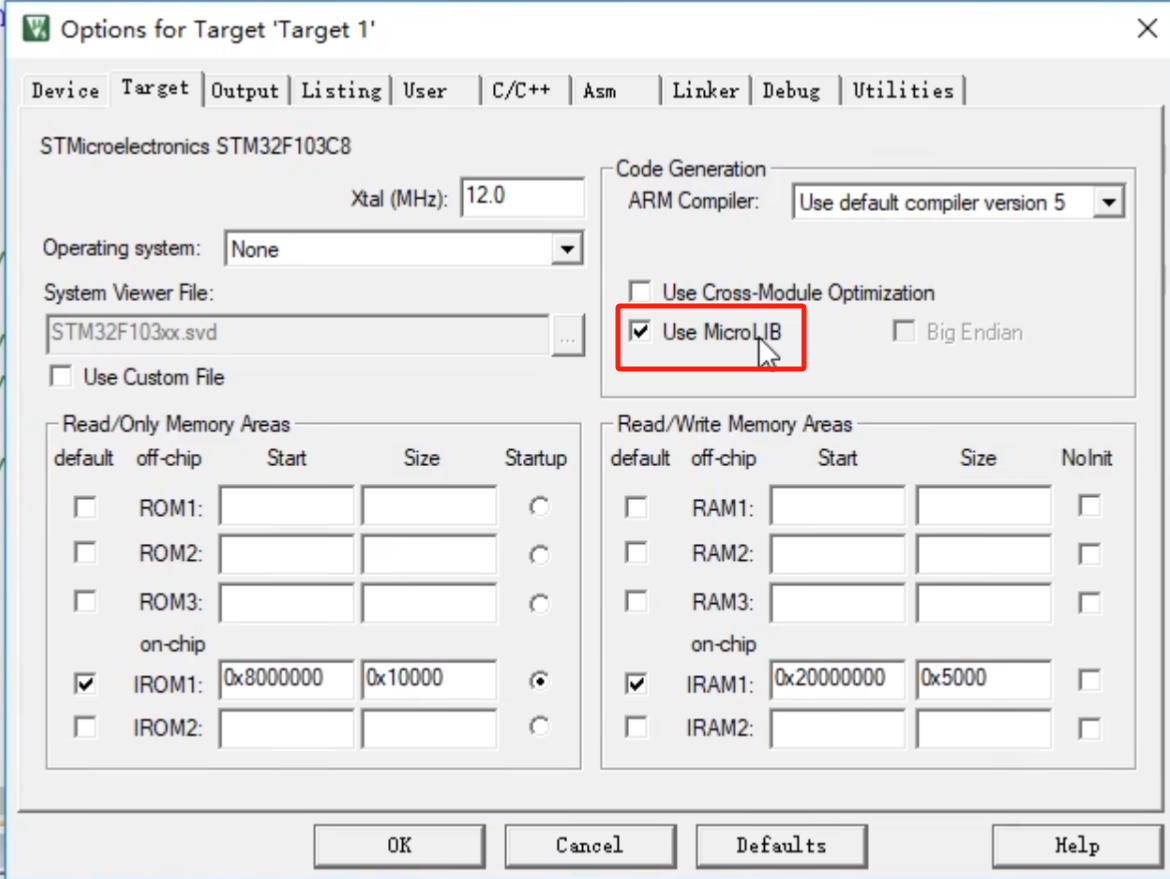 Options for Target 'Target 1'
Device Target Output Listing User C/C++ Asm Linker Debug Utilities
STMicroelectronics STM32F103C8
Xtal (MHz): 12.0
Operating system: None
System Viewer File:
STM32F103xx.svd ...
Use Custom File
Code Generation
ARM Compiler: Use default compiler version 5
Use Cross-Module Optimization
Use MicroLIB Big Endian
Read/Only Memory Areas
default off-chip Start Size Startup
ROM1:
ROM2:
ROM3:
on-chip
IROM1: 0x8000000 0x10000
IROM2:
Read/Write Memory Areas
default off-chip Start Size NoInit
RAM1:
RAM2:
RAM3:
on-chip
IRAM1: 0x20000000 0x5000
IRAM2:
OK Cancel Defaults Help